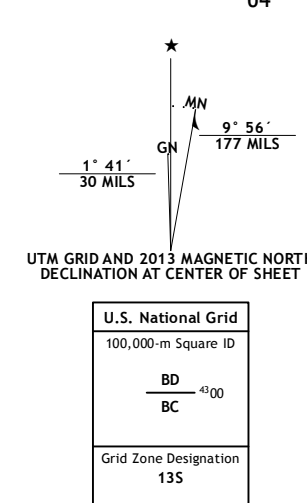 04
★
MN
9° 56´
177 MILS
GN
1° 41´
30 MILS
UTM GRID AND 2013 MAGNETIC NORTH
DECLINATION AT CENTER OF SHEET
U.S. National Grid
100,000-m Square ID
BD
4300
BC
Grid Zone Designation
13S